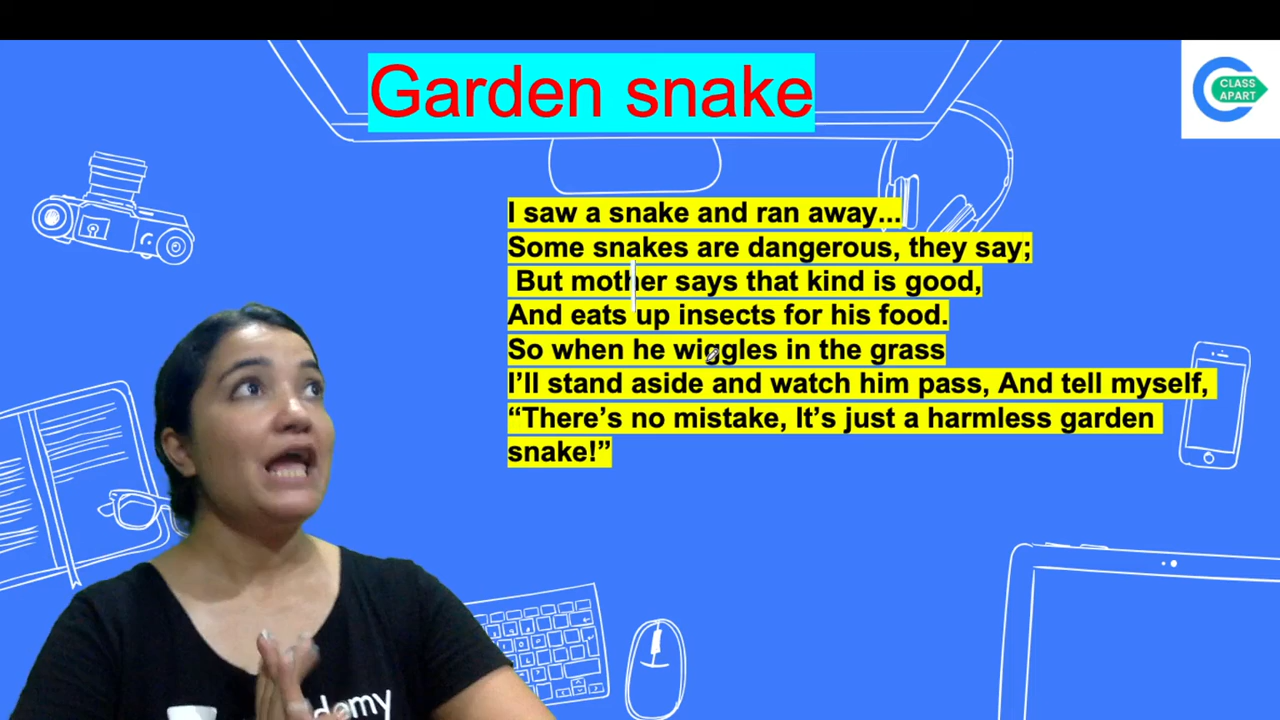 Garden snake
CLASS
APART
I saw a snake and ran away...
Some snakes are dangerous, they say;
But mother says that kind is good,
And eats up insects for his food.
So when he wiggles in the grass
I’ll stand aside and watch him pass, And tell myself,
“There’s no mistake, It’s just a harmless garden
snake!”
demy